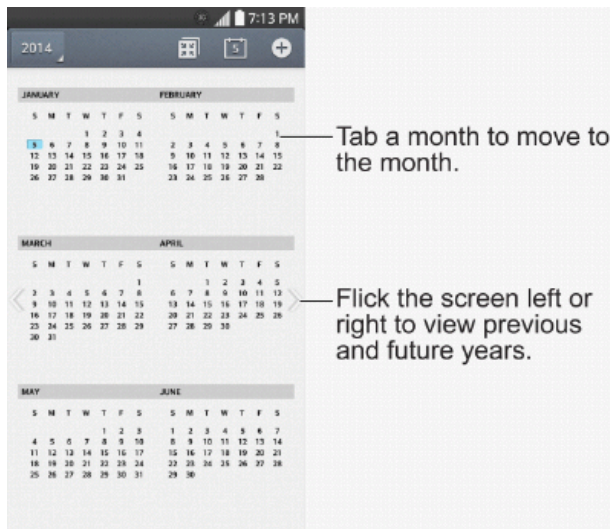 7:13 PM
2014
5
JANUARY
S M T W T F S
1 2 3 4
5 6 7 8 9 10 11
12 13 14 15 16 17 18
19 20 21 22 23 24 25
26 27 28 29 30 31
FEBRUARY
S M T W T F S
1
2 3 4 5 6 7 8
9 10 11 12 13 14 15
16 17 18 19 20 21 22
23 24 25 26 27 28
Tab a month to move to
the month.
MARCH
S M T W T F S
1
2 3 4 5 6 7 8
9 10 11 12 13 14 15
16 17 18 19 20 21 22
23 24 25 26 27 28 29
30 31
APRIL
S M T W T F S
1 2 3 4 5
6 7 8 9 10 11 12
13 14 15 16 17 18 19
20 21 22 23 24 25 26
27 28 29 30
Flick the screen left or
right to view previous
and future years.
MAY
S M T W T F S
1 2 3
4 5 6 7 8 9 10
11 12 13 14 15 16 17
18 19 20 21 22 23 24
25 26 27 28 29 30 31
JUNE
S M T W T F S
1 2 3 4 5 6 7
8 9 10 11 12 13 14
15 16 17 18 19 20 21
22 23 24 25 26 27 28
29 30